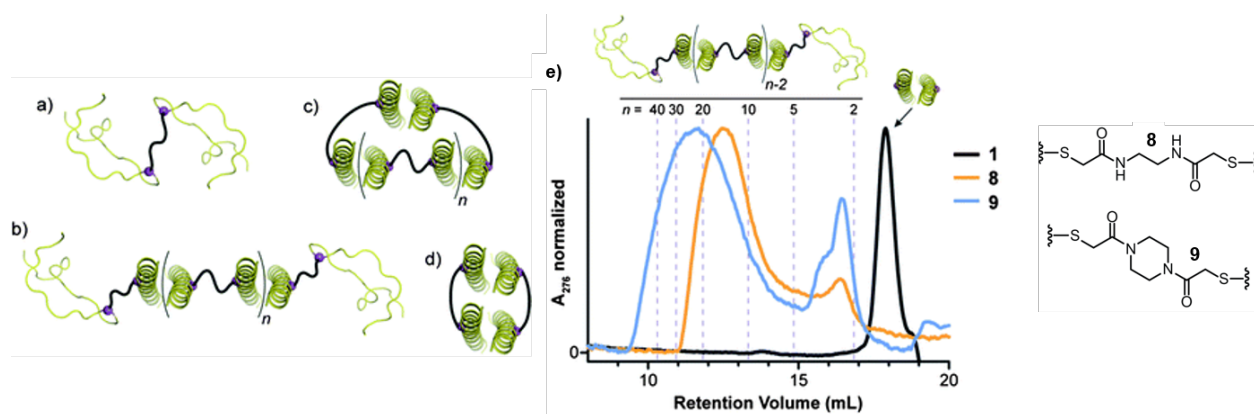 a)
c)
n
b)
n
d)
e)
n-2
n = 40 30 20 10 5 2
1
8
9
A276 normalized
0
10 15 20
Retention Volume (mL)
O 8 H
S N N S
H O
O 9
S N
N S
O